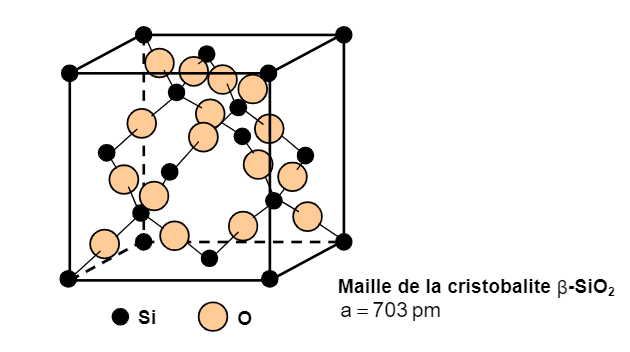 Maille de la cristobalite β-SiO₂
a = 703 pm
Si O